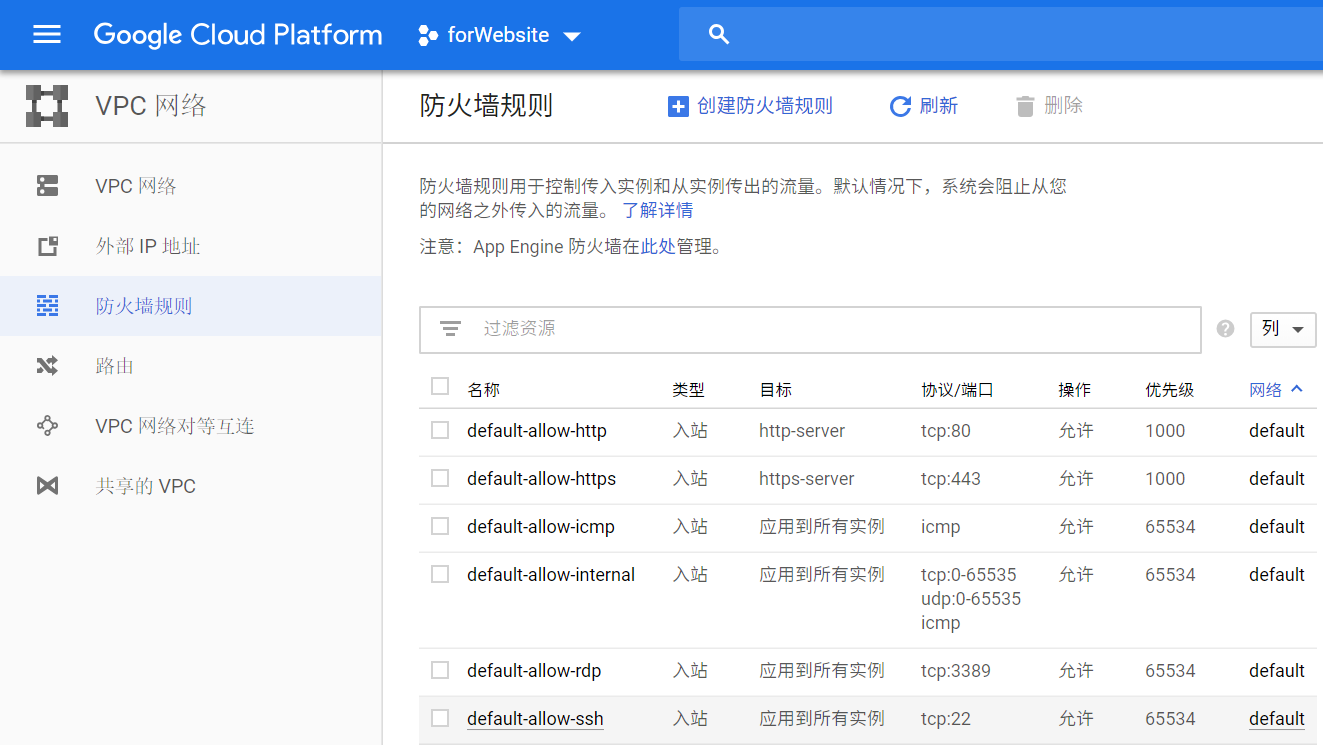 Google Cloud Platform
forWebsite
VPC 网络
防火墙规则
创建防火墙规则
刷新
删除
VPC 网络
外部 IP 地址
防火墙规则
路由
VPC 网络对等互连
共享的 VPC
防火墙规则用于控制传入实例和从实例传出的流量。默认情况下，系统会阻止从您
的网络之外传入的流量。 了解详情
注意：App Engine 防火墙在此处管理。
过滤资源
列
名称 类型 目标 协议/端口 操作 优先级 网络
default-allow-http 入站 http-server tcp:80 允许 1000 default
default-allow-https 入站 https-server tcp:443 允许 1000 default
default-allow-icmp 入站 应用到所有实例 icmp 允许 65534 default
default-allow-internal 入站 应用到所有实例 tcp:0-65535 允许 65534 default
udp:0-65535
icmp
default-allow-rdp 入站 应用到所有实例 tcp:3389 允许 65534 default
default-allow-ssh 入站 应用到所有实例 tcp:22 允许 65534 default